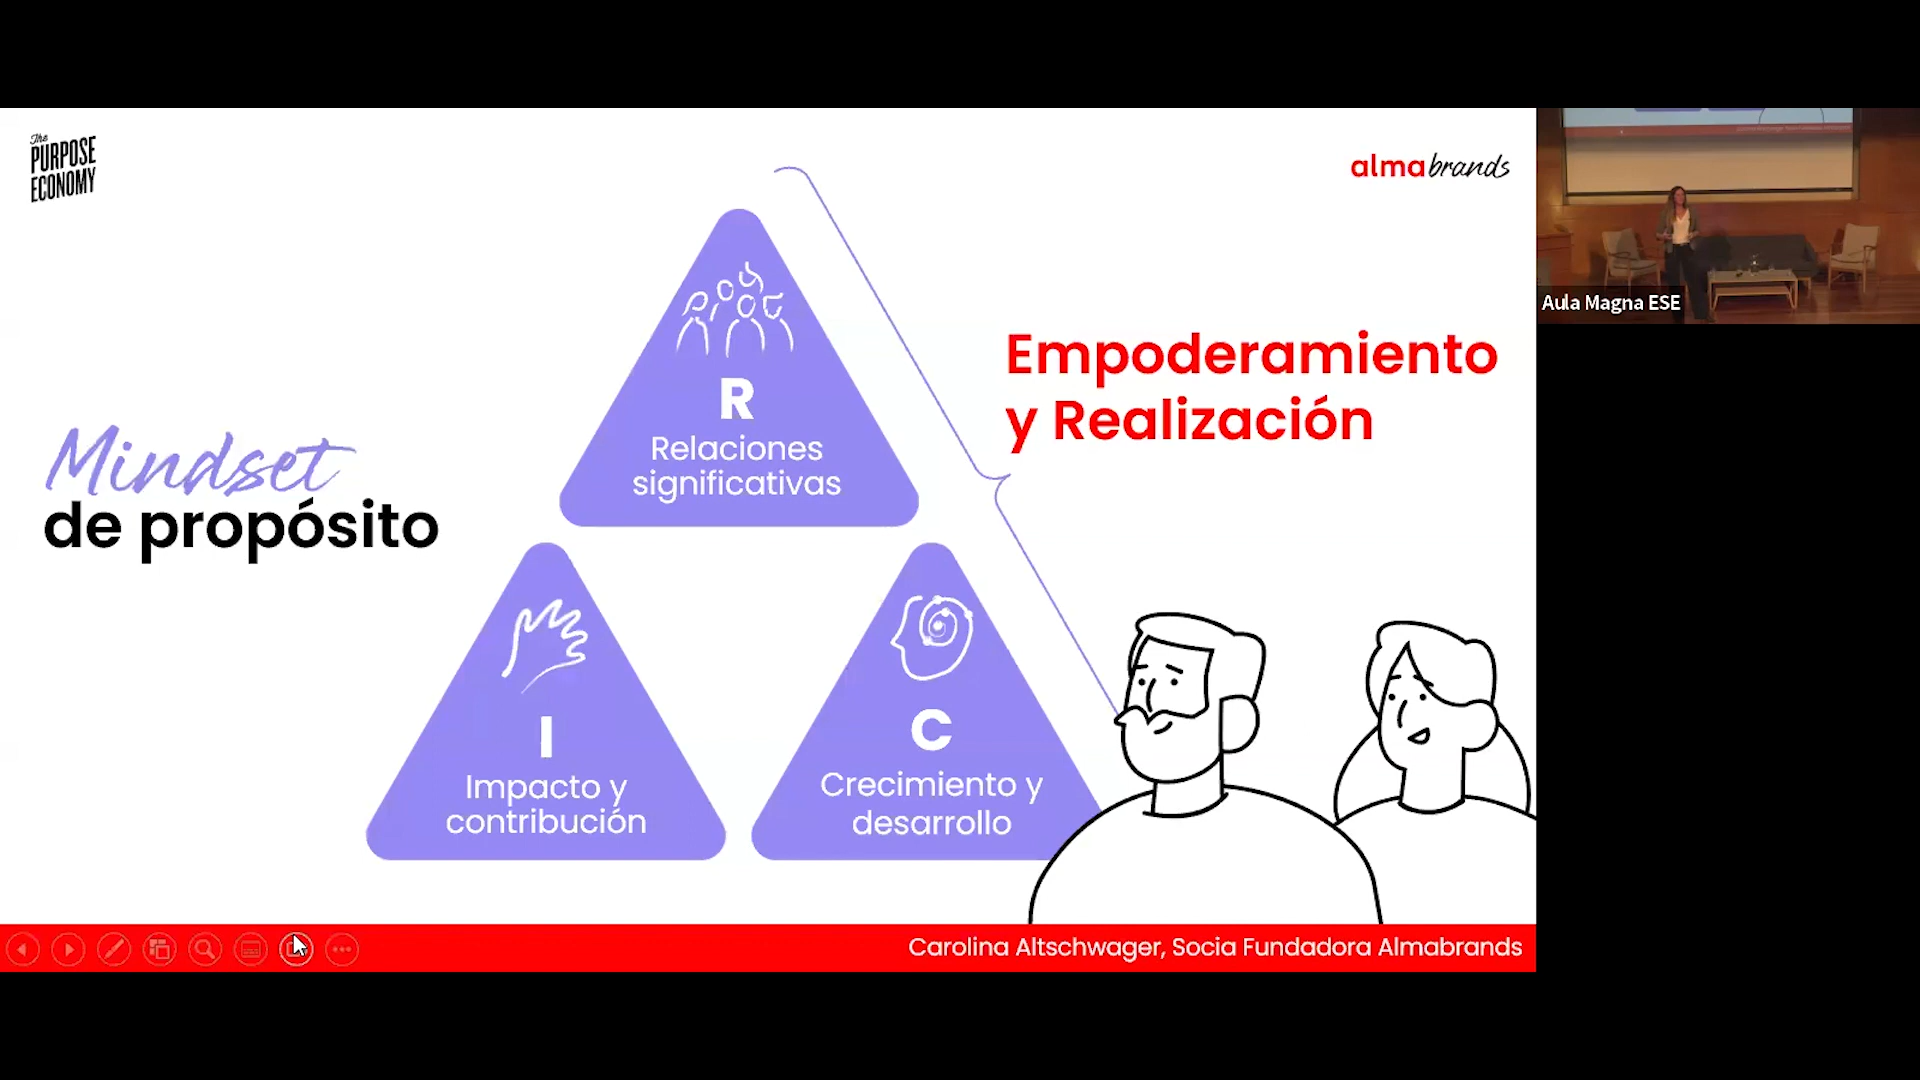 The
PURPOSE
ECONOMY
almabrands
Mindset
de propósito
R
Relaciones
significativas
I
Impacto y
contribución
C
Crecimiento y
desarrollo
Empoderamiento
y Realización
Carolina Altschwager, Socia Fundadora Almabrands
Aula Magna ESE